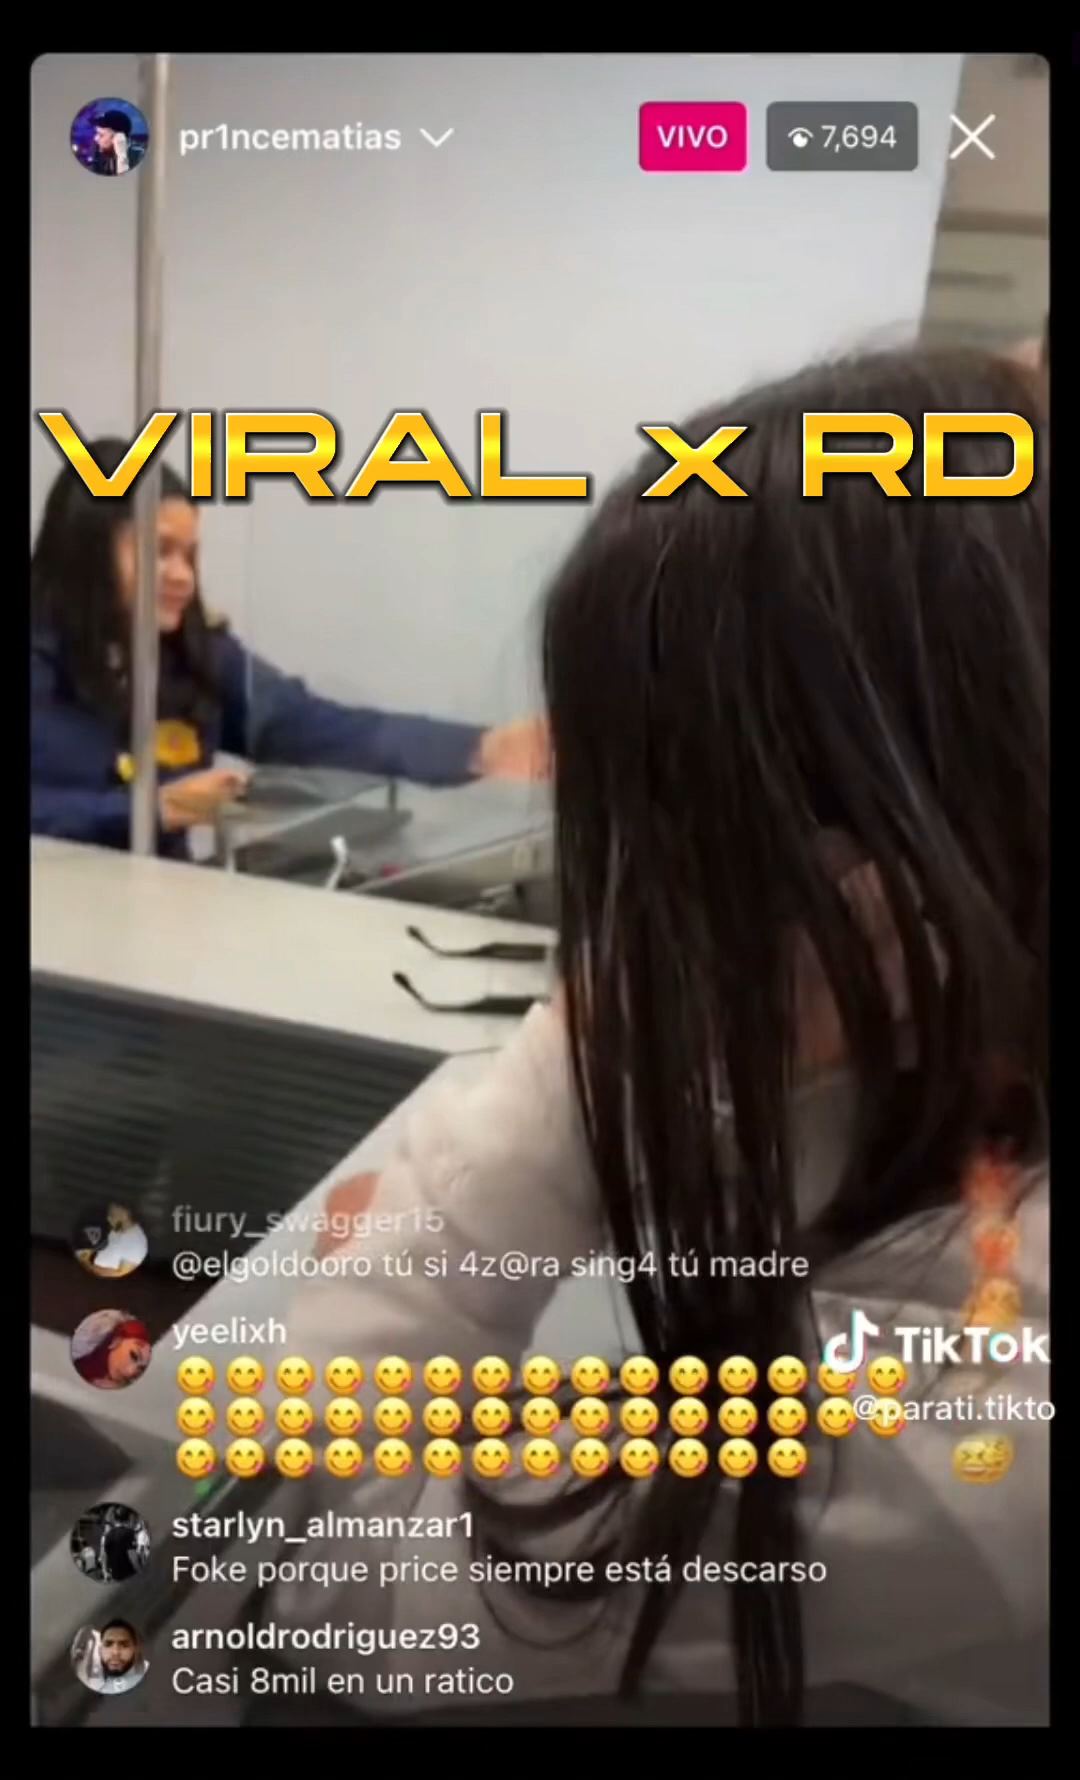 pr1ncematias
VIVO
7,694
VIRAL x RD
fiury_swagger15
@elgoldooro tú si 4z@ra sing4 tú madre
yeelixh
TikTok
@parati.tikto
starlyn_almanzar1
Foke porque price siempre está descarso
arnoldrodriguez93
Casi 8mil en un ratico